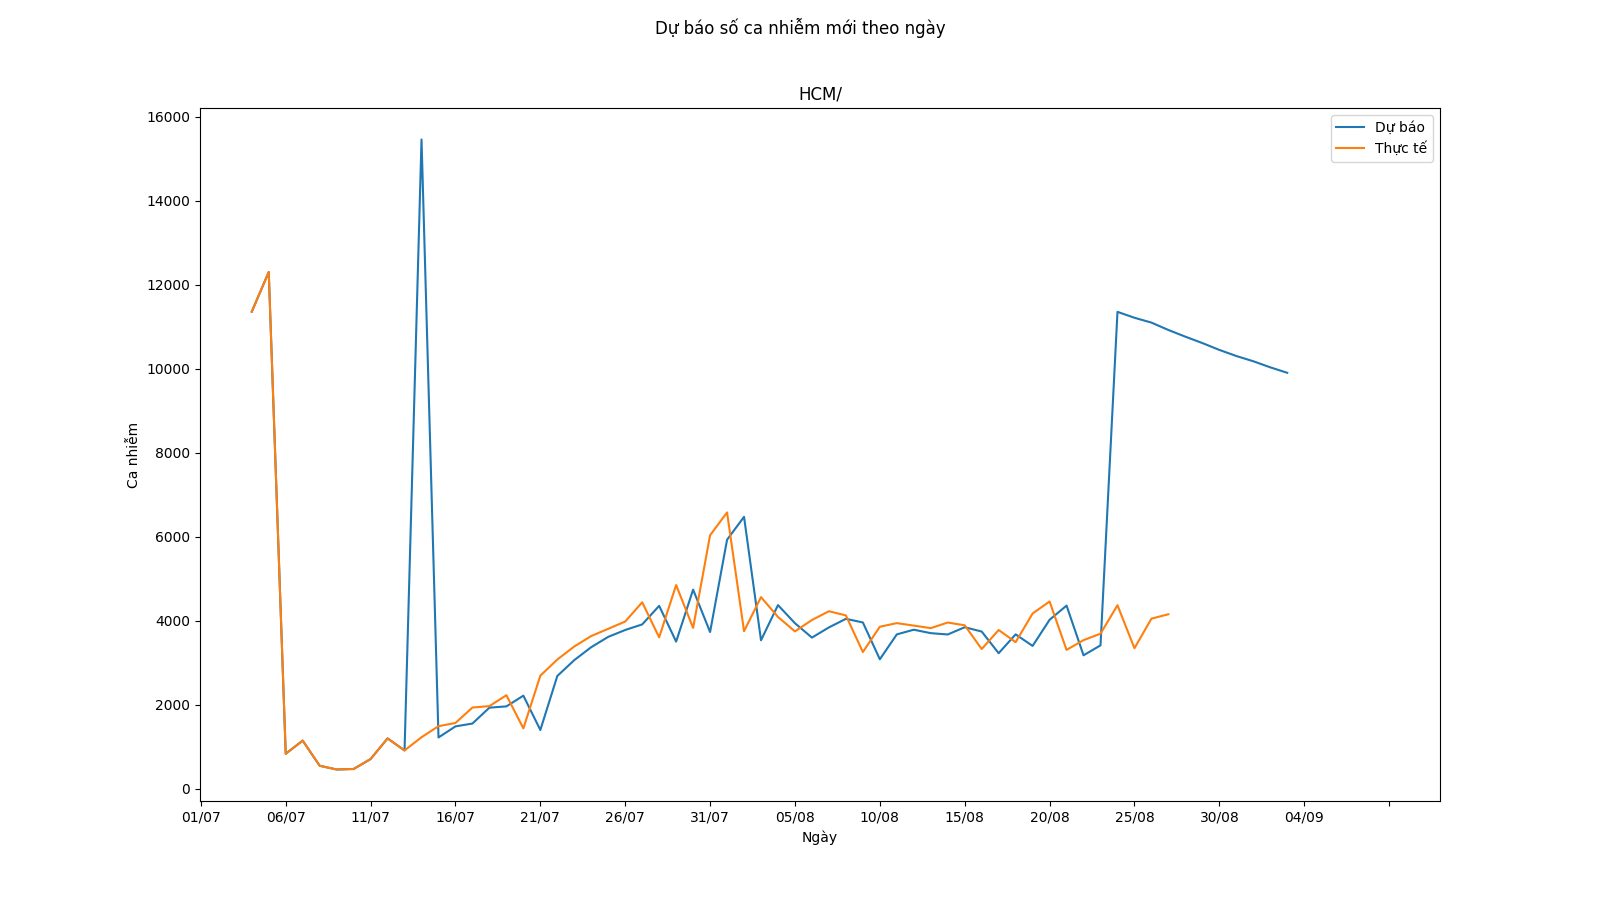 Dự báo số ca nhiễm mới theo ngày
HCM/
Dự báo
Thực tế
16000
14000
12000
10000
8000
6000
4000
2000
0
Ca nhiễm
01/07 06/07 11/07 16/07 21/07 26/07 31/07 05/08 10/08 15/08 20/08 25/08 30/08 04/09
Ngày